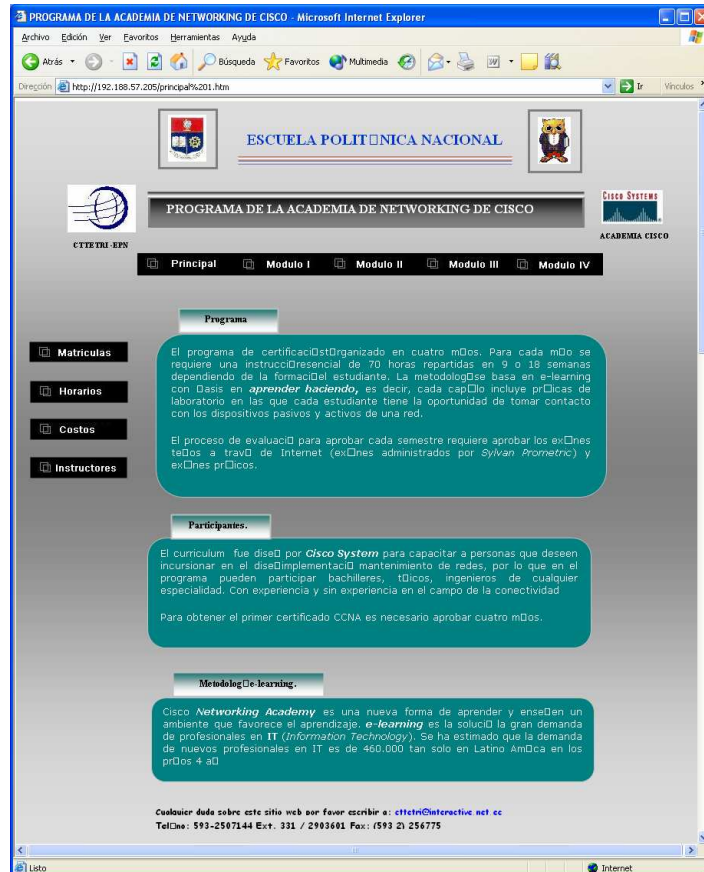 PROGRAMA DE LA ACADEMIA DE NETWORKING DE CISCO - Microsoft Internet Explorer
Archivo Edición Ver Favoritos Herramientas Ayuda
Atrás Búsqueda Favoritos Multimedia
Dirección http://192.188.57.205/principal%201.htm Ir Vínculos
ESCUELA POLIT□NICA NACIONAL
CISCO SYSTEMS
PROGRAMA DE LA ACADEMIA DE NETWORKING DE CISCO
CTTETRI-EPN
ACADEMIA CISCO
Principal Modulo I Modulo II Modulo III Modulo IV
Programa
Matriculas
Horarios
Costos
Instructores
El programa de certificaci□st□rganizado en cuatro m□os. Para cada m□o se
requiere una instrucci□resencial de 70 horas repartidas en 9 o 18 semanas
dependiendo de la formaci□el estudiante. La metodolog□se basa en e-learning
con □asis en aprender haciendo, es decir, cada cap□lo incluye pr□icas de
laboratorio en las que cada estudiante tiene la oportunidad de tomar contacto
con los dispositivos pasivos y activos de una red.
El proceso de evaluaci□ para aprobar cada semestre requiere aprobar los ex□nes
te□os a trav□ de Internet (ex□nes administrados por Sylvan Prometric) y
ex□nes pr□icos.
Participantes.
El curriculum fue dise□ por Cisco System para capacitar a personas que deseen
incursionar en el dise□implementaci□ mantenimiento de redes, por lo que en el
programa pueden participar bachilleres, t□icos, ingenieros de cualquier
especialidad. Con experiencia y sin experiencia en el campo de la conectividad
Para obtener el primer certificado CCNA es necesario aprobar cuatro m□os.
Metodolog□e-learning.
Cisco Networking Academy es una nueva forma de aprender y ense□en un
ambiente que favorece el aprendizaje. e-learning es la soluci□ la gran demanda
de profesionales en IT (Information Technology). Se ha estimado que la demanda
de nuevos profesionales en IT es de 460.000 tan solo en Latino Am□ca en los
pr□os 4 a□
Cualquier duda sobre este sitio web por favor escribir a: cttetri@interactive.net.ec
Tel□no: 593-2507144 Ext. 331 / 2903601 Fax: (593 2) 256775
Listo Internet